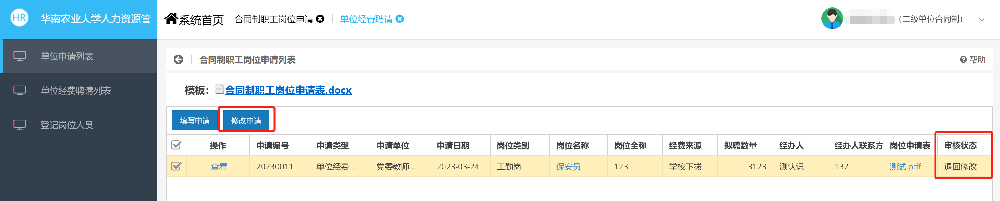 HR 华南农业大学人力资源管
系统首页 合同制职工岗位申请 单位经费聘请
(二级单位合同制)
单位申请列表
单位经费聘请列表
登记岗位人员
合同制职工岗位申请列表
帮助
模板：合同制职工岗位申请表.docx
填写申请 修改申请
操作 申请编号 申请类型 申请单位 申请日期 岗位类别 岗位名称 岗位全称 经费来源 拟聘数量 经办人 经办人联系方 岗位申请表 审核状态
查看 20230011 单位经费... 党委教师... 2023-03-24 工勤岗 保安员 123 学校下拨... 3123 测认识 132 测试.pdf 退回修改